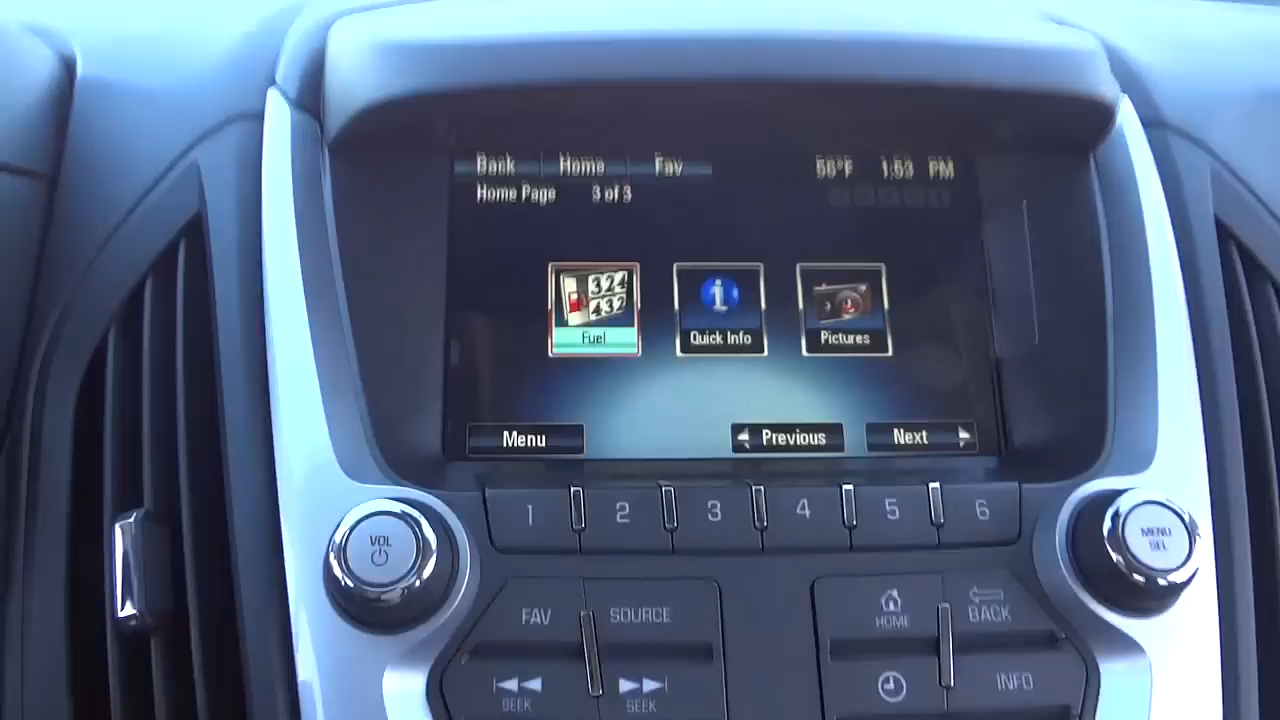 Back Home Fav 1:53 PM
Home Page 3 of 3
324
432
Fuel
Quick Info
Pictures
Menu
Previous
Next
1 2 3 4 5 6
VOL
MENU
SEL
FAV
SOURCE
HOME
BACK
SEEK
SEEK
INFO